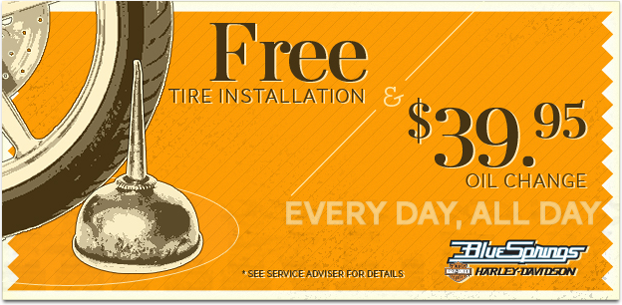 Free
TIRE INSTALLATION
&
$39.95
OIL CHANGE
EVERY DAY, ALL DAY
BlueSprings
HARLEY-DAVIDSON
* SEE SERVICE ADVISER FOR DETAILS